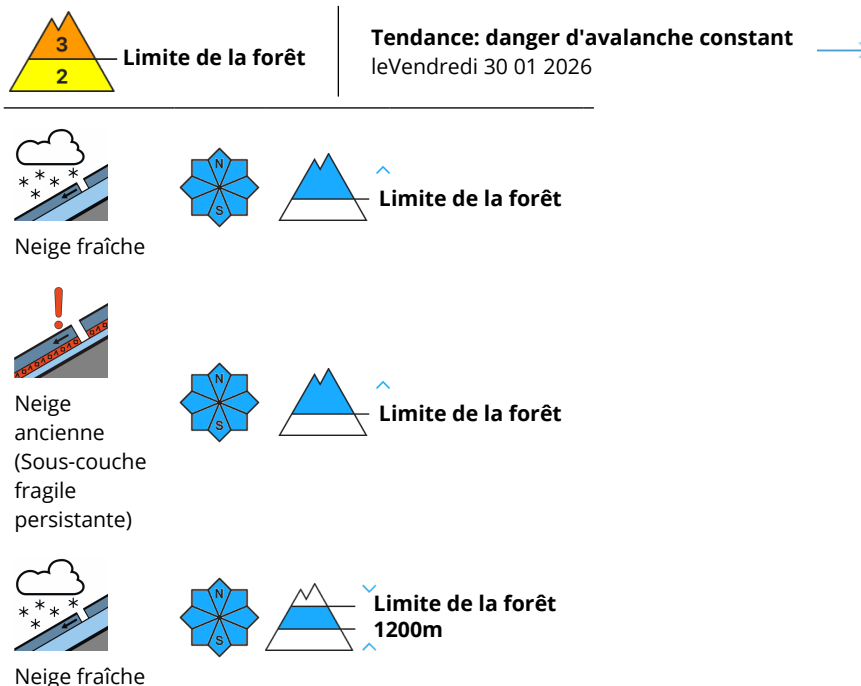 3
2
Limite de la forêt
Tendance: danger d'avalanche constant
leVendredi 30 01 2026
N
S
Limite de la forêt
Neige fraîche
N
S
Limite de la forêt
Neige
ancienne
(Sous-couche
fragile
persistante)
N
S
Limite de la forêt
1200m
Neige fraîche